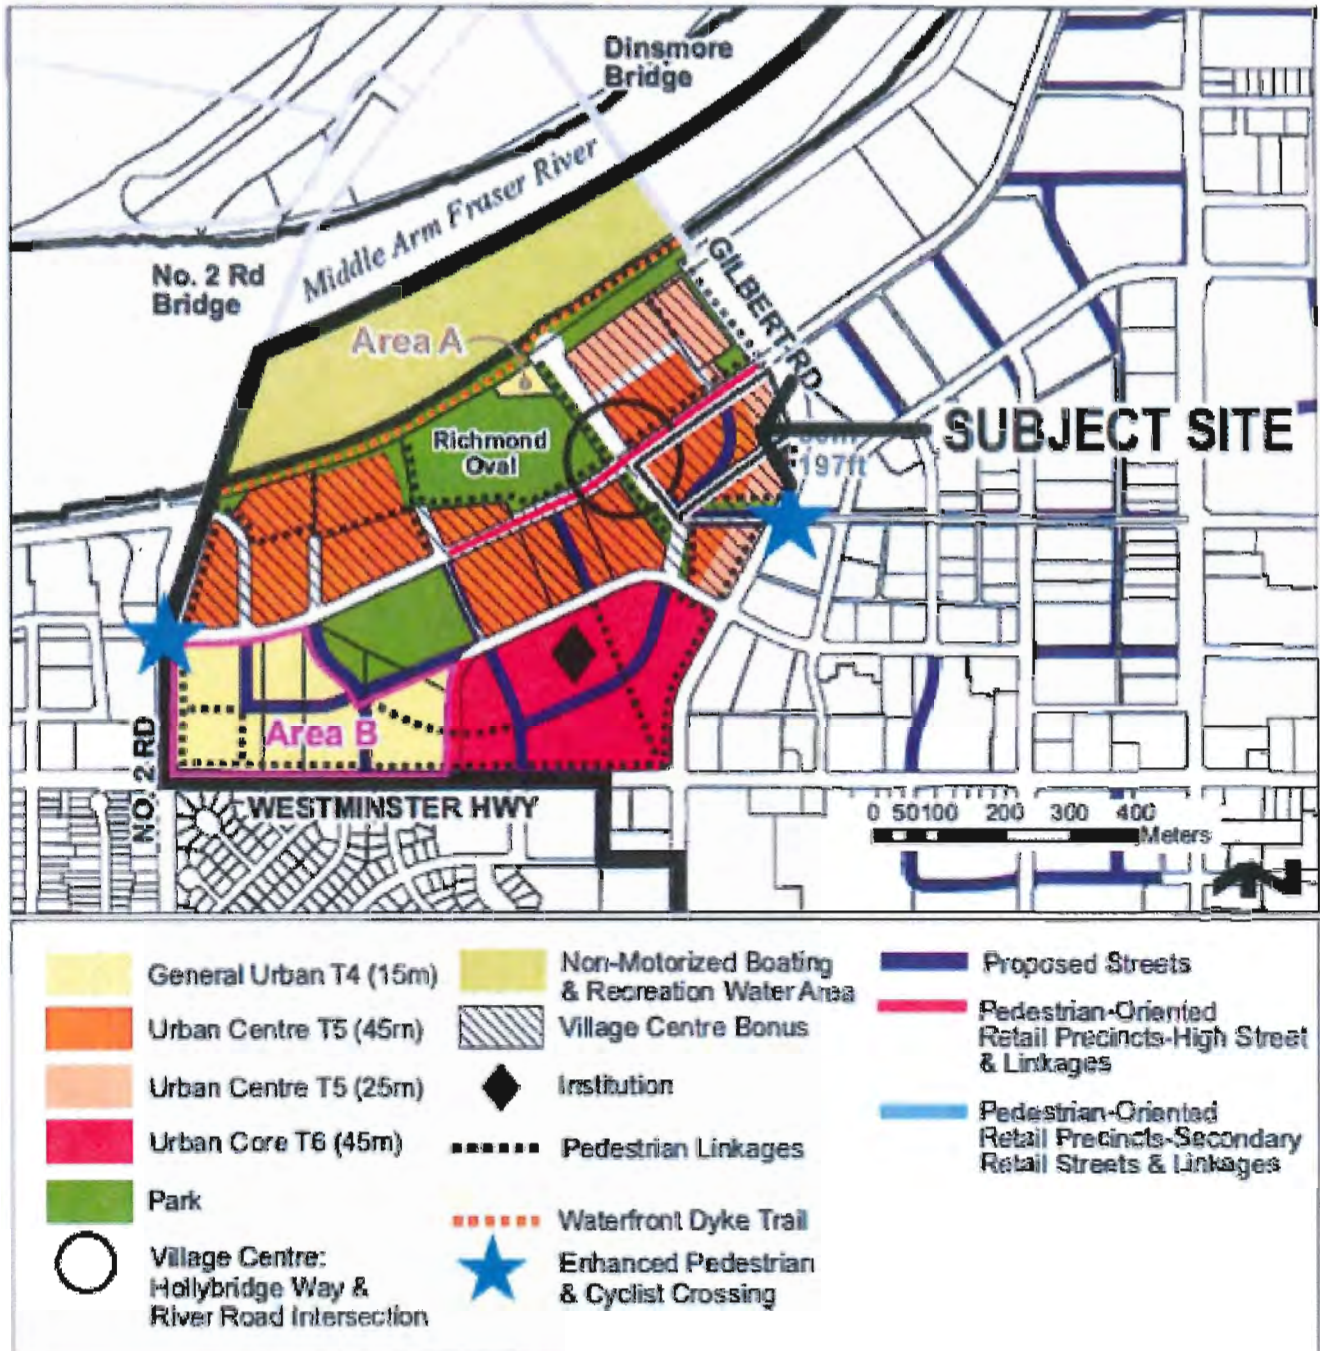 Dinsmore
Bridge
Middle Arm Fraser River
No. 2 Rd
Bridge
GILBERT RD
Area A
SUBJECT SITE
Richmond
Oval
197ft
Area B
NO. 2 RD
WESTMINSTER HWY
0 50 100 200 300 400
Meters
General Urban T4 (15m)
Urban Centre T5 (45m)
Urban Centre T5 (25m)
Urban Core T6 (45m)
Park
Village Centre:
Hollybridge Way &
River Road Intersection
Non-Motorized Boating
& Recreation Water Area
Village Centre Bonus
Institution
Pedestrian Linkages
Waterfront Dyke Trail
Enhanced Pedestrian
& Cyclist Crossing
Proposed Streets
Pedestrian-Oriented
Retail Precincts-High Street
& Linkages
Pedestrian-Oriented
Retail Precincts-Secondary
Retail Streets & Linkages